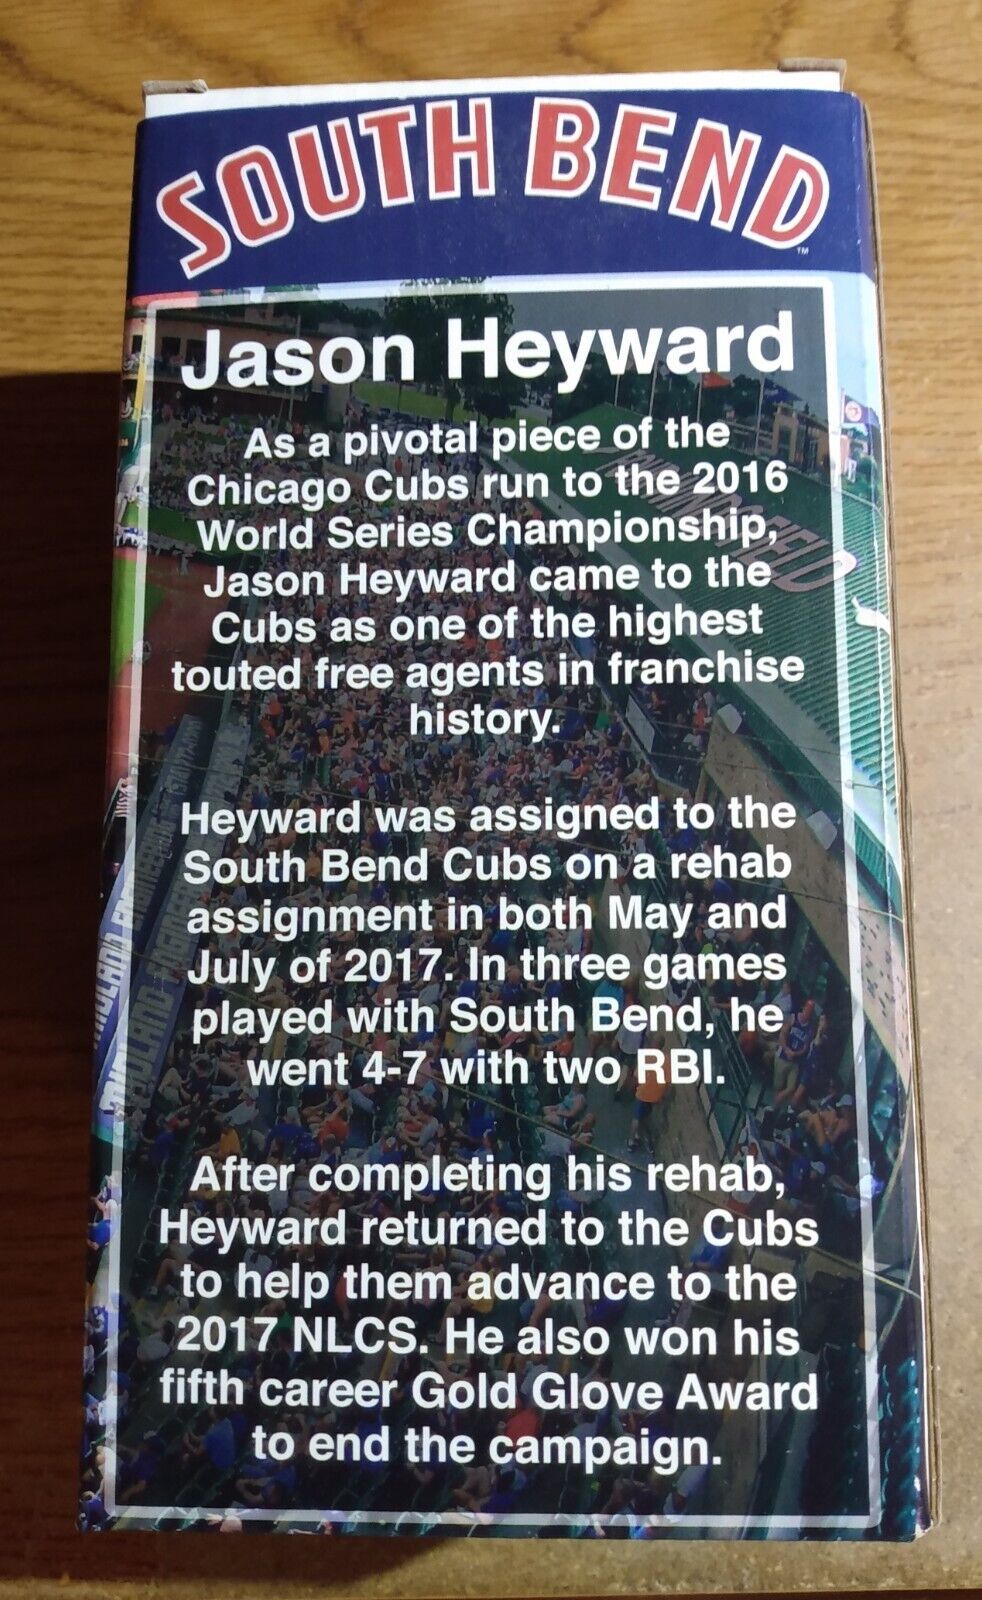 SOUTH BEND
TM
Jason Heyward
As a pivotal piece of the
Chicago Cubs run to the 2016
World Series Championship,
Jason Heyward came to the
Cubs as one of the highest
touted free agents in franchise
history.
Heyward was assigned to the
South Bend Cubs on a rehab
assignment in both May and
July of 2017. In three games
played with South Bend, he
went 4-7 with two RBI.
After completing his rehab,
Heyward returned to the Cubs
to help them advance to the
2017 NLCS. He also won his
fifth career Gold Glove Award
to end the campaign.
MIDLAND ENGINEERING
MIDLAND ENGINEERING